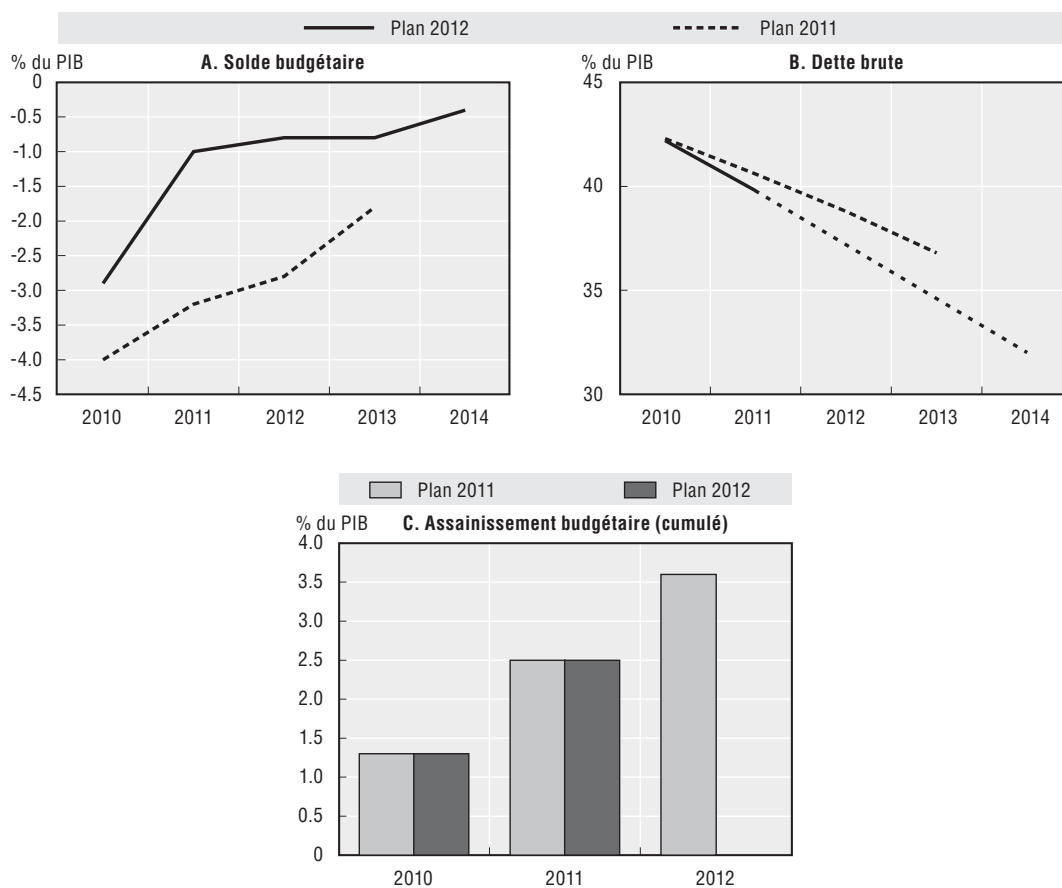 Plan 2012 Plan 2011
% du PIB A. Solde budgétaire
0
-0.5
-1.0
-1.5
-2.0
-2.5
-3.0
-3.5
-4.0
-4.5
2010 2011 2012 2013 2014
% du PIB B. Dette brute
45
40
35
30
2010 2011 2012 2013 2014
Plan 2011 Plan 2012
% du PIB C. Assainissement budgétaire (cumulé)
4.0
3.5
3.0
2.5
2.0
1.5
1.0
0.5
0
2010 2011 2012